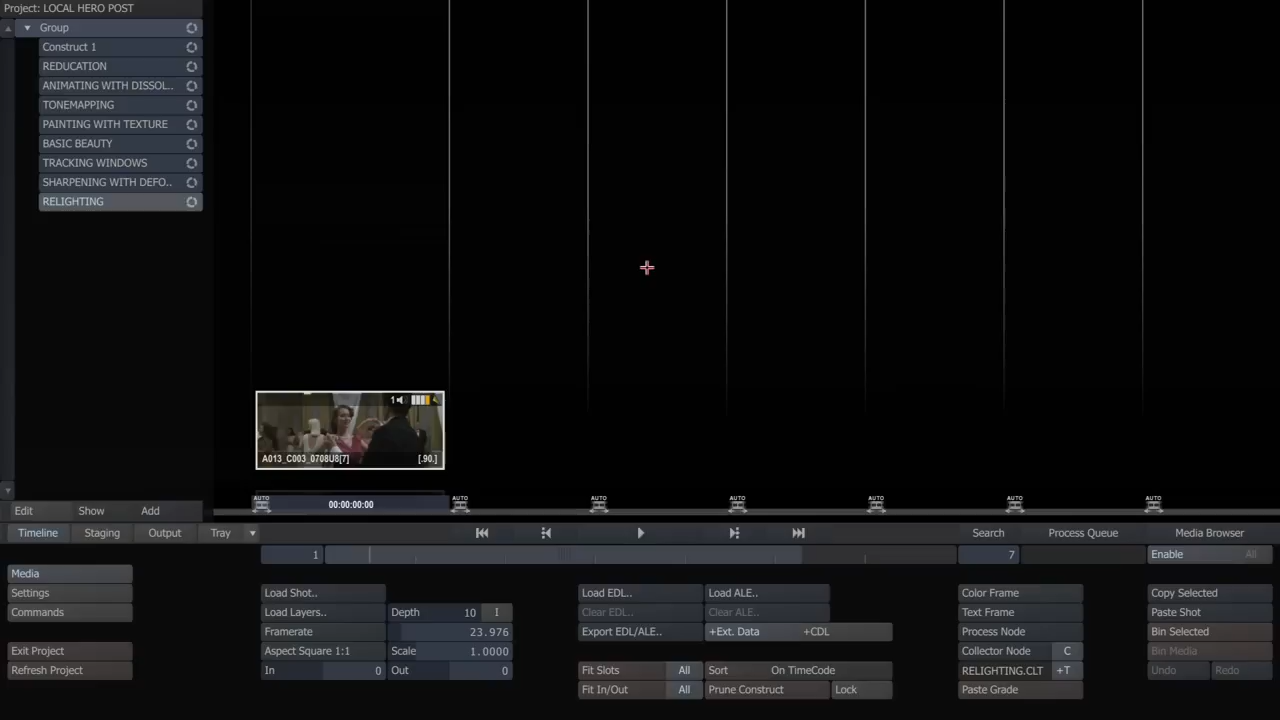 Project: LOCAL HERO POST
Group
Construct 1
REDUCATION
ANIMATING WITH DISSOL..
TONEMAPPING
PAINTING WITH TEXTURE
BASIC BEAUTY
TRACKING WINDOWS
SHARPENING WITH DEFO..
RELIGHTING
1
A013_C003_0708U8[7] [.90.]
AUTO 00:00:00:00 AUTO AUTO AUTO AUTO AUTO AUTO
Edit Show Add
Timeline Staging Output Tray Search Process Queue Media Browser
1 7 Enable All
Media
Settings
Commands
Exit Project
Refresh Project
Load Shot..
Load Layers.. Depth 10 I
Framerate 23.976
Aspect Square 1:1 Scale 1.0000
In 0 Out 0
Load EDL.. Load ALE..
Clear EDL.. Clear ALE..
Export EDL/ALE.. +Ext. Data +CDL
Fit Slots All Sort On TimeCode
Fit In/Out All Prune Construct Lock
Color Frame
Text Frame
Process Node
Collector Node C
RELIGHTING.CLT +T
Paste Grade
Copy Selected
Paste Shot
Bin Selected
Bin Media
Undo Redo